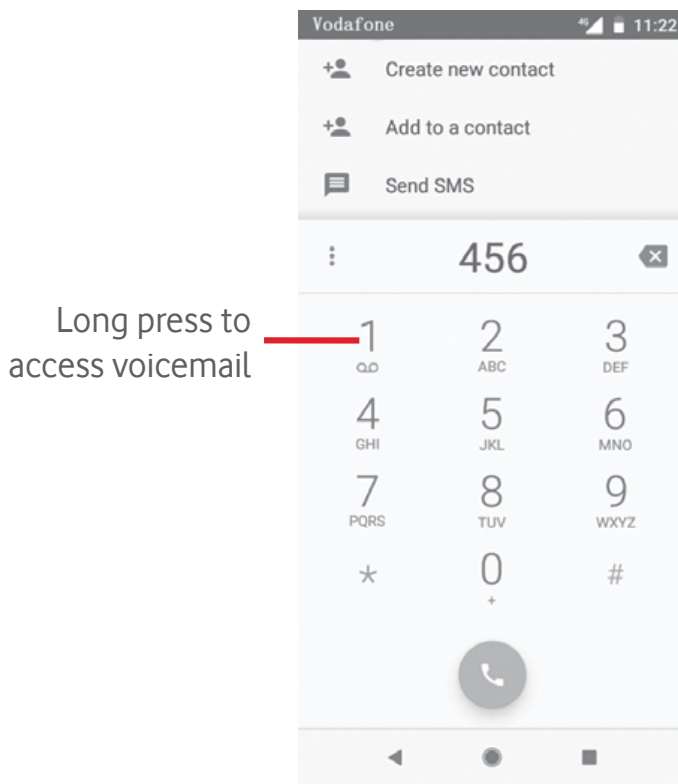 Vodafone 4G 11:22
Create new contact
Add to a contact
Send SMS
456
Long press to
access voicemail
1 2 3
ABC DEF
4 5 6
GHI JKL MNO
7 8 9
PQRS TUV WXYZ
* 0 #
+